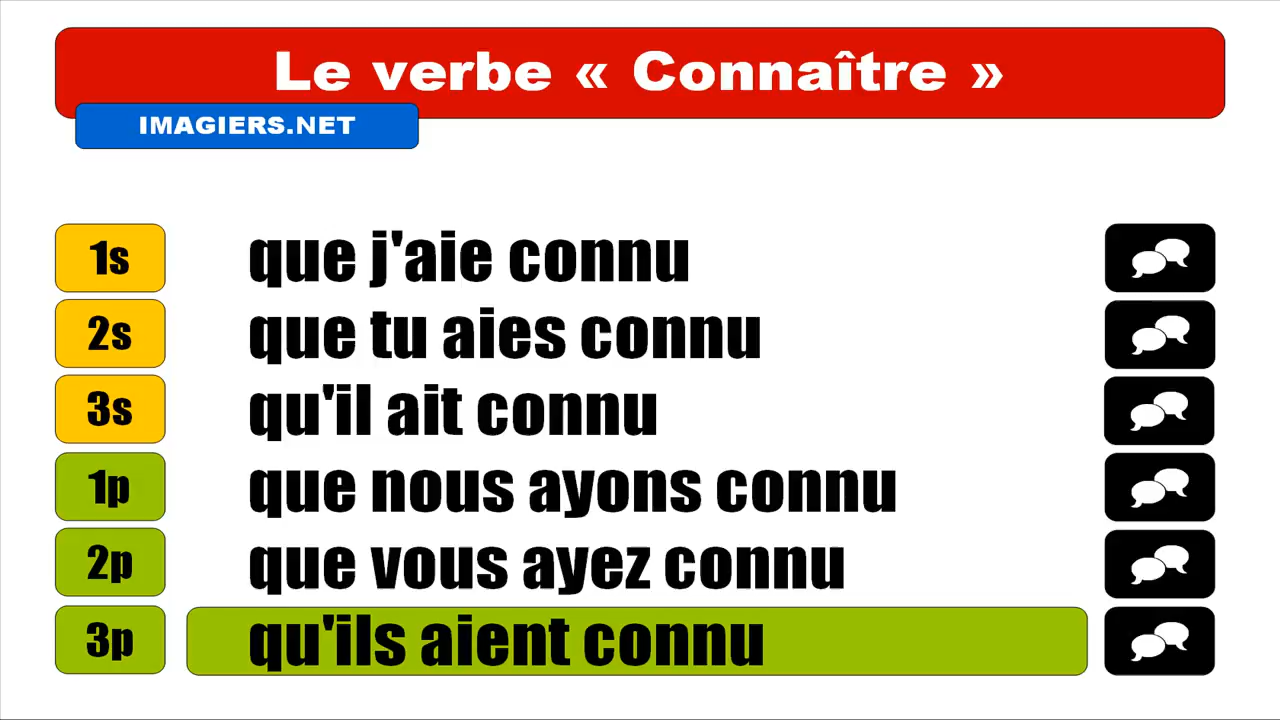 Le verbe « Connaître »
IMAGIERS.NET
1s que j'aie connu
2s que tu aies connu
3s qu'il ait connu
1p que nous ayons connu
2p que vous ayez connu
3p qu'ils aient connu